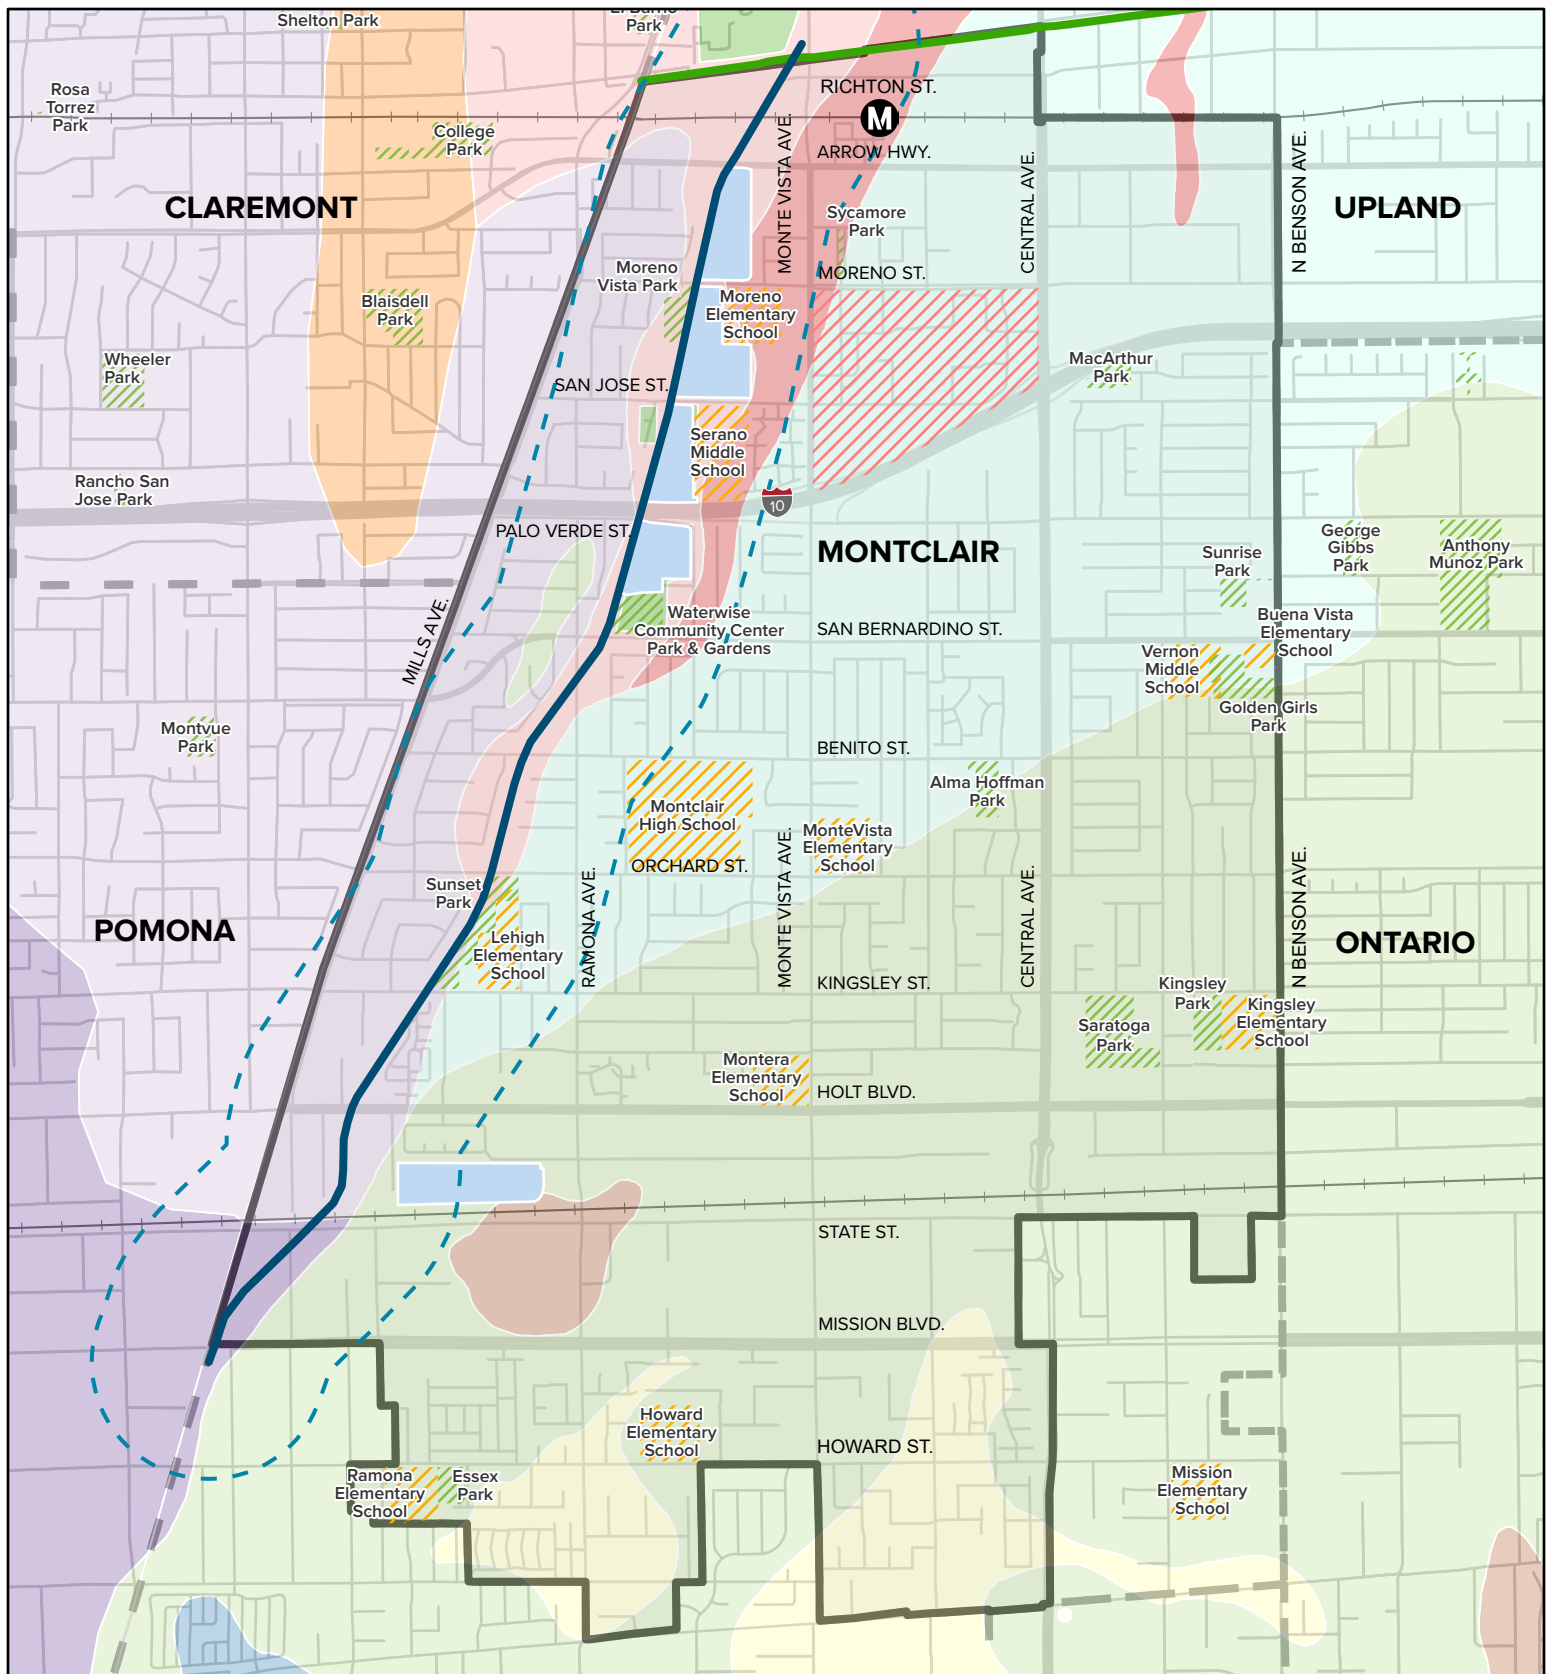 Shelton Park
El Barrio
Park
Rosa
Torrez
Park
College
Park
RICHTON ST.
M
ARROW HWY.
MONTE VISTA AVE.
CENTRAL AVE.
N BENSON AVE.
CLAREMONT
UPLAND
Sycamore
Park
Moreno
Vista Park
MORENO ST.
Blaisdell
Park
Moreno
Elementary
School
Wheeler
Park
MacArthur
Park
SAN JOSE ST.
Serano
Middle
School
Rancho San
Jose Park
10
PALO VERDE ST.
MONTCLAIR
George
Gibbs
Park
Anthony
Munoz Park
Sunrise
Park
MILLS AVE.
Waterwise
Community Center
Park & Gardens
SAN BERNARDINO ST.
Buena Vista
Elementary
School
Vernon
Middle
School
Golden Girls
Park
Montvue
Park
BENITO ST.
Alma Hoffman
Park
Montclair
High School
MonteVista
Elementary
School
ORCHARD ST.
Sunset
Park
RAMONA AVE.
MONTE VISTA AVE.
CENTRAL AVE.
N BENSON AVE.
POMONA
Lehigh
Elementary
School
ONTARIO
KINGSLEY ST.
Kingsley
Park
Kingsley
Elementary
School
Saratoga
Park
Montera
Elementary
School
HOLT BLVD.
STATE ST.
MISSION BLVD.
Howard
Elementary
School
HOWARD ST.
Ramona
Elementary
School
Essex
Park
Mission
Elementary
School